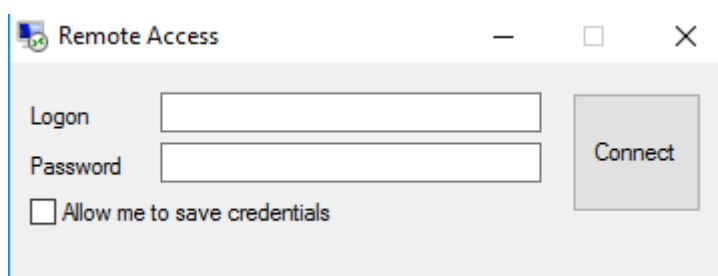 Remote Access
Logon
Password
Connect
Allow me to save credentials